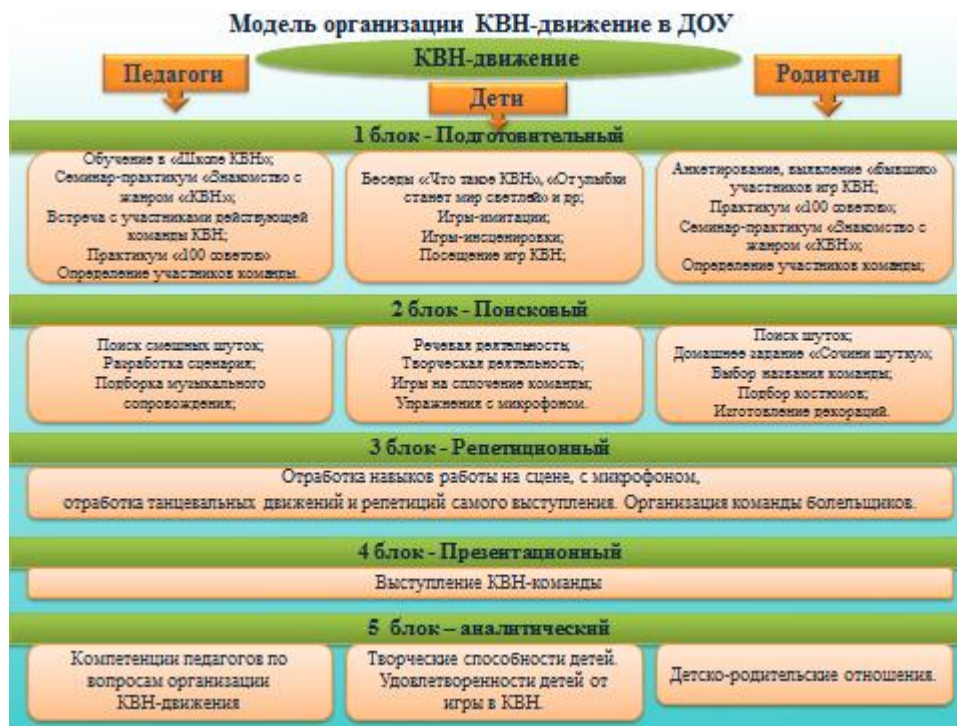 Модель организации КВН-движение в ДОУ
КВН-движение
Педагоги
Дети
Родители
1 блок - Подготовительный
Обучение в «Школе КВН»;
Семинар-практикум «Знакомство с
жанром «КВН»;
Встреча с участниками действующей
команды КВН;
Практикум «100 советов»
Определение участников команды.
Беседы «Что такое КВН», «От улыбки
станет мир светлей» и др;
Игры-имитации;
Игры-инсценировки;
Посещение игр КВН;
Анкетирование, выявление «бывших»
участников игр КВН;
Практикум «100 советов»;
Семинар-практикум «Знакомство с
жанром «КВН»;
Определение участников команды;
2 блок - Поисковый
Поиск смешных шуток;
Разработка сценария;
Подборка музыкального
сопровождения;
Речевая деятельность;
Творческая деятельность;
Игры на сплочение команды;
Упражнения с микрофоном.
Поиск шуток;
Домашнее задание «Сочини шутку»;
Выбор названия команды;
Подбор костюмов;
Изготовление декораций.
3 блок - Репетиционный
Отработка навыков работы на сцене, с микрофоном,
отработка танцевальных движений и репетиций самого выступления. Организация команды болельщиков.
4 блок - Презентационный
Выступление КВН-команды
5 блок – аналитический
Компетенции педагогов по
вопросам организации
КВН-движения
Творческие способности детей.
Удовлетворенности детей от
игры в КВН.
Детско-родительские отношения.